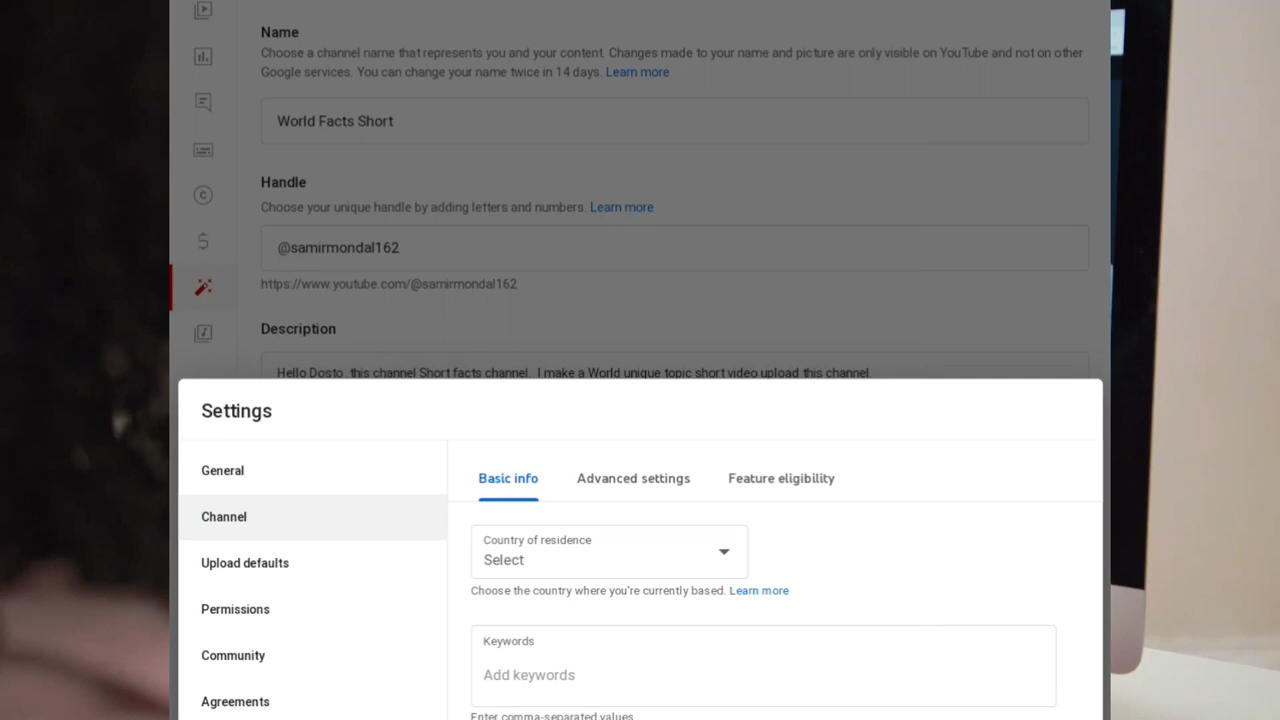 Name
Choose a channel name that represents you and your content. Changes made to your name and picture are only visible on YouTube and not on other
Google services. You can change your name twice in 14 days. Learn more
World Facts Short
Handle
Choose your unique handle by adding letters and numbers. Learn more
@samirmondal162
https://www.youtube.com/@samirmondal162
Description
Hello Dosto . this channel Short facts channel. I make a World unique topic short video upload this channel.
Settings
General
Channel
Upload defaults
Permissions
Community
Agreements
Basic info Advanced settings Feature eligibility
Country of residence
Select
Choose the country where you're currently based. Learn more
Keywords
Add keywords
Enter comma-separated values